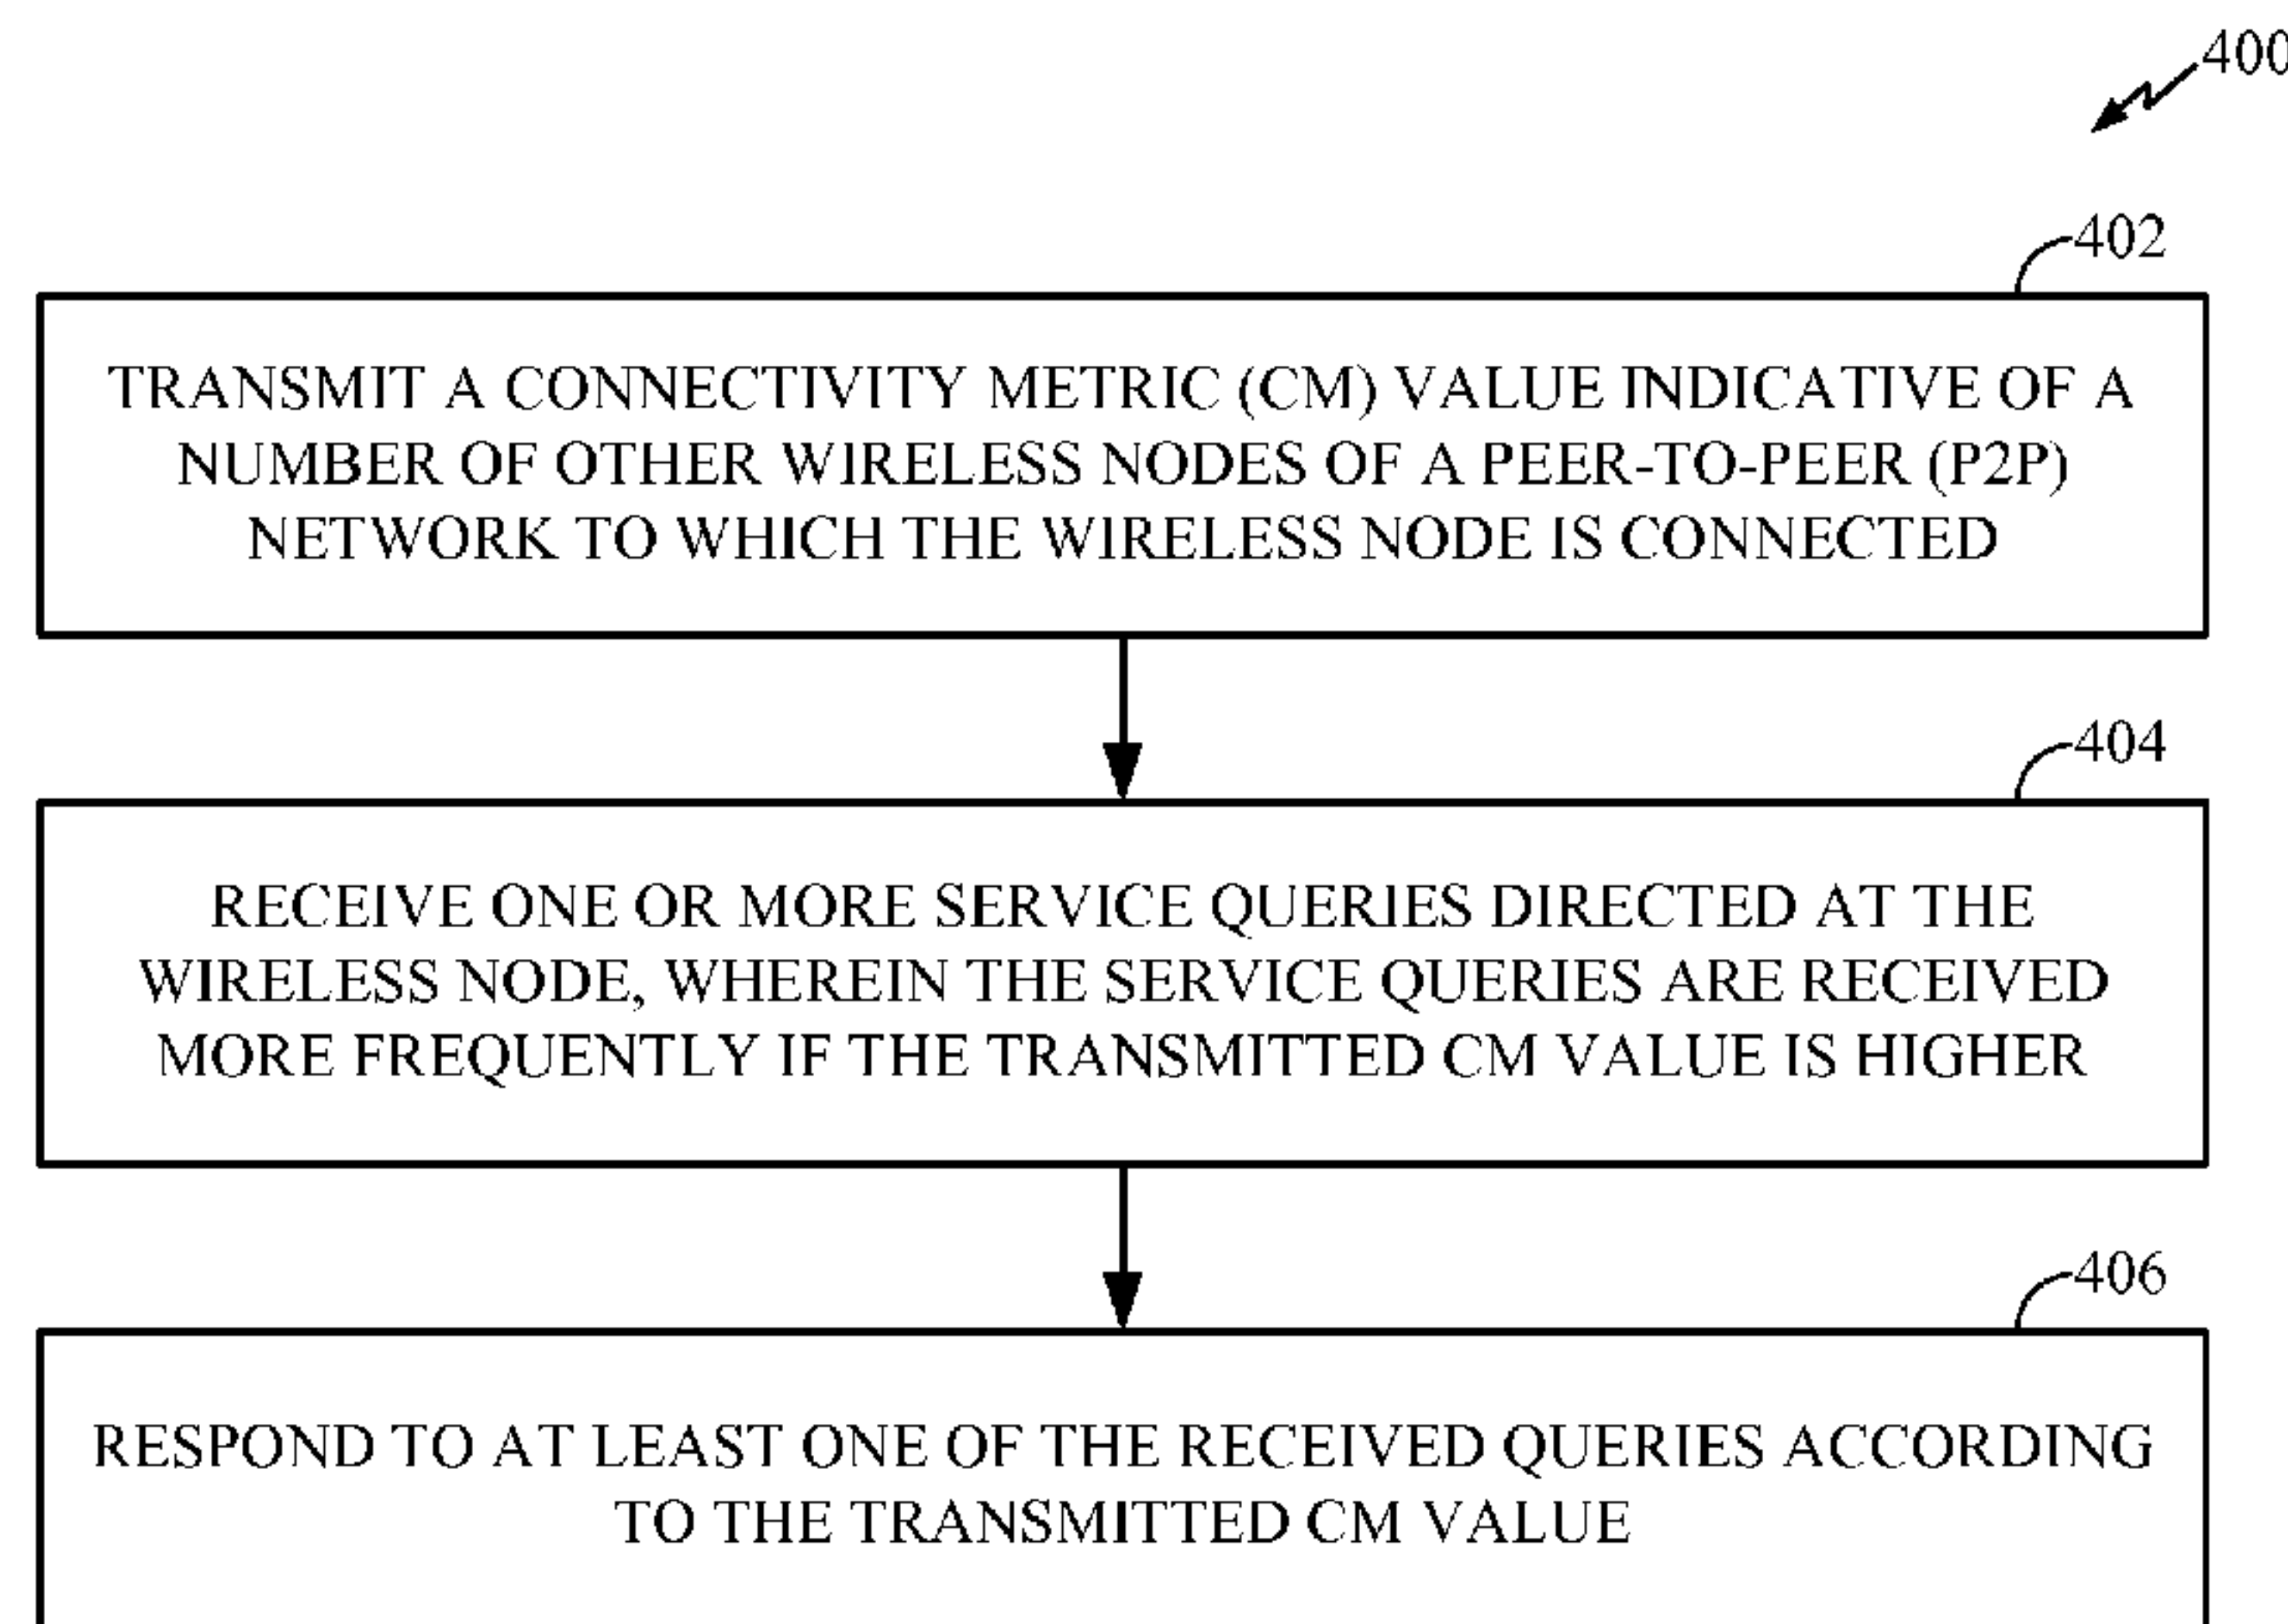 400
402
TRANSMIT A CONNECTIVITY METRIC (CM) VALUE INDICATIVE OF A
NUMBER OF OTHER WIRELESS NODES OF A PEER-TO-PEER (P2P)
NETWORK TO WHICH THE WIRELESS NODE IS CONNECTED
404
RECEIVE ONE OR MORE SERVICE QUERIES DIRECTED AT THE
WIRELESS NODE, WHEREIN THE SERVICE QUERIES ARE RECEIVED
MORE FREQUENTLY IF THE TRANSMITTED CM VALUE IS HIGHER
406
RESPOND TO AT LEAST ONE OF THE RECEIVED QUERIES ACCORDING
TO THE TRANSMITTED CM VALUE